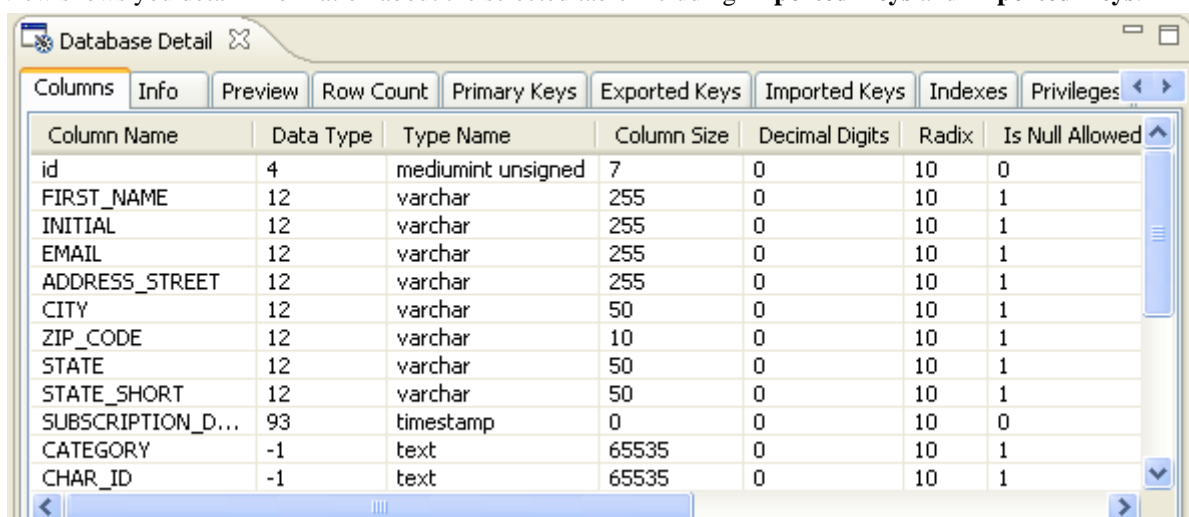 Database Detail
Columns Info Preview Row Count Primary Keys Exported Keys Imported Keys Indexes Privileges
Column Name Data Type Type Name Column Size Decimal Digits Radix Is Null Allowed
id 4 mediumint unsigned 7 0 10 0
FIRST_NAME 12 varchar 255 0 10 1
INITIAL 12 varchar 255 0 10 1
EMAIL 12 varchar 255 0 10 1
ADDRESS_STREET 12 varchar 255 0 10 1
CITY 12 varchar 50 0 10 1
ZIP_CODE 12 varchar 10 0 10 1
STATE 12 varchar 50 0 10 1
STATE_SHORT 12 varchar 50 0 10 1
SUBSCRIPTION_D... 93 timestamp 0 0 10 0
CATEGORY -1 text 65535 0 10 1
CHAR_ID -1 text 65535 0 10 1